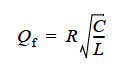 Q_f = R√(C/L)